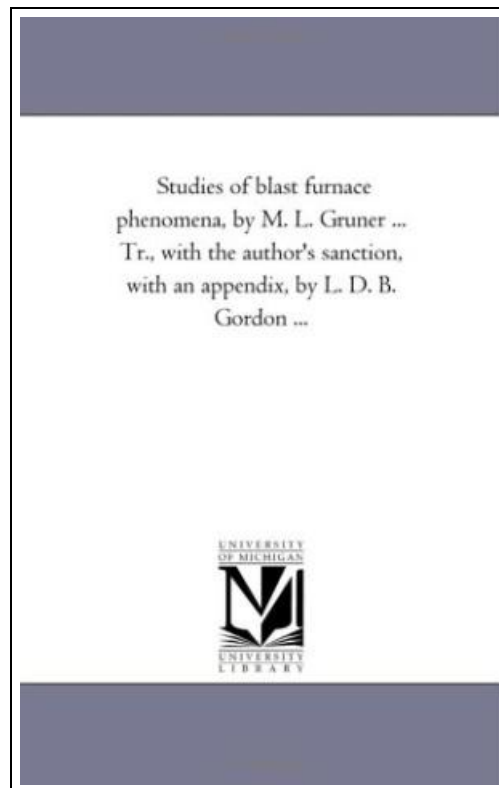 Studies of blast furnace
phenomena, by M. L. Gruner ...
Tr., with the author's sanction,
with an appendix, by L. D. B.
Gordon ...
UNIVERSITY
OF MICHIGAN
UNIVERSITY
LIBRARY